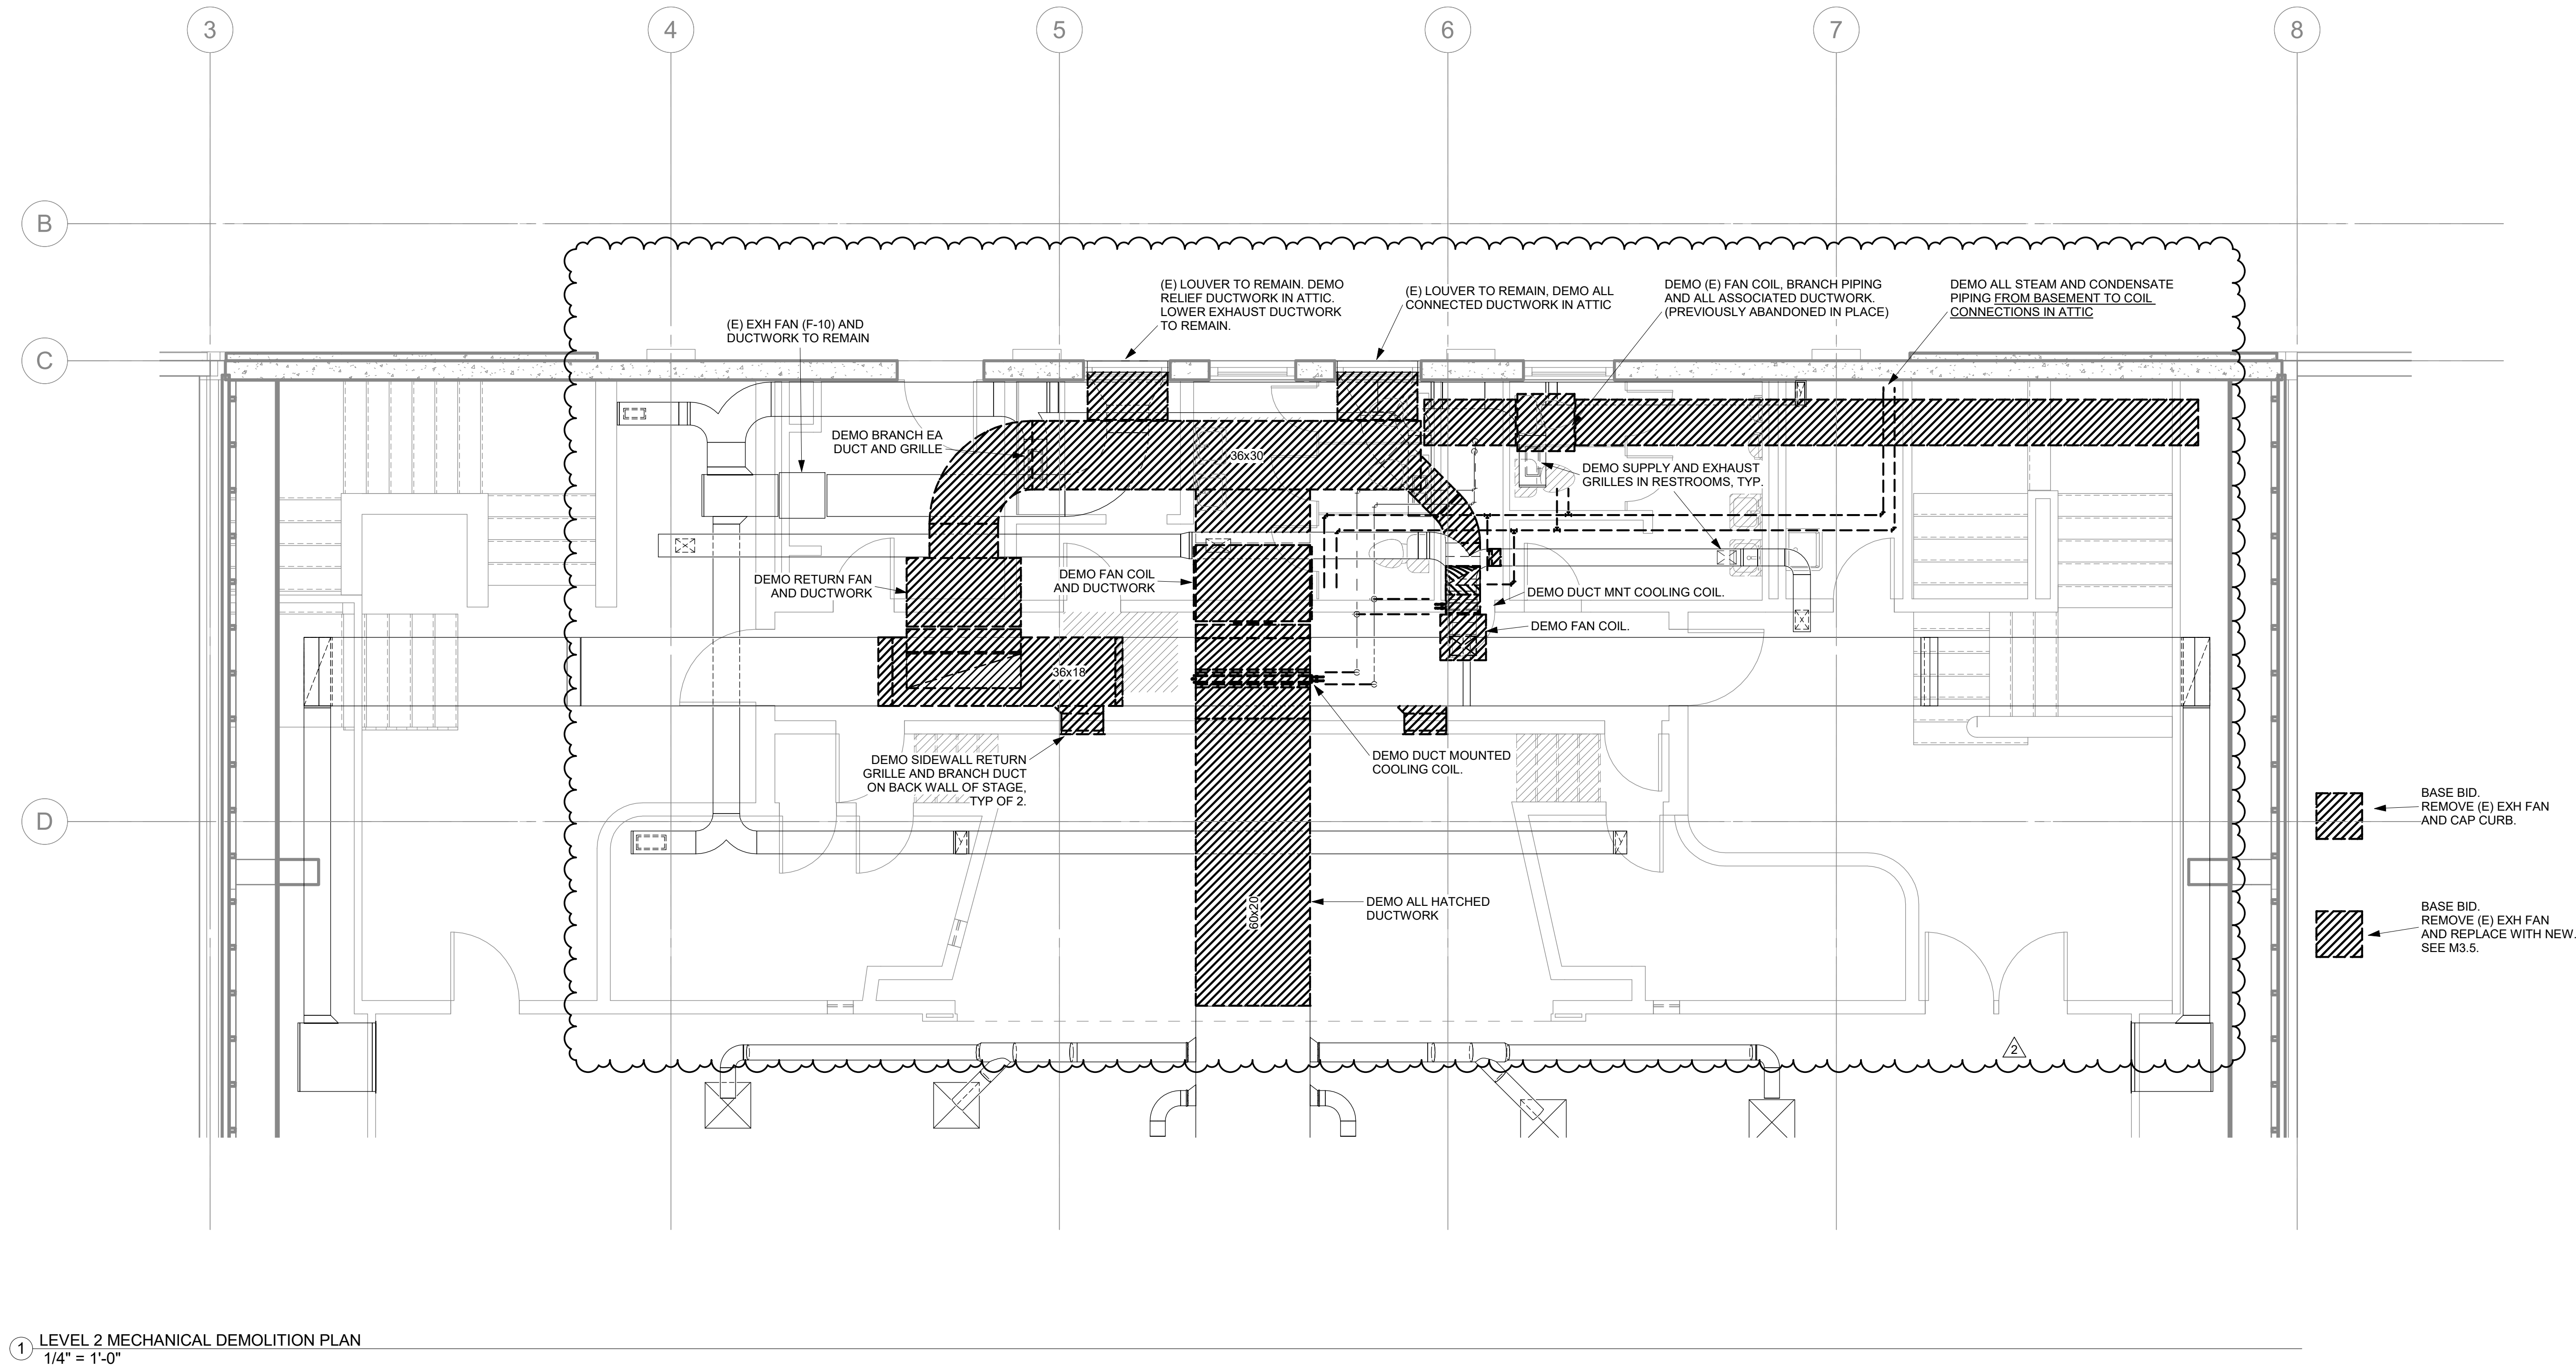 3
4
5
6
7
8
B
C
D
(E) LOUVER TO REMAIN. DEMO
RELIEF DUCTWORK IN ATTIC.
LOWER EXHAUST DUCTWORK
TO REMAIN.
(E) LOUVER TO REMAIN, DEMO ALL
CONNECTED DUCTWORK IN ATTIC
DEMO (E) FAN COIL, BRANCH PIPING
AND ALL ASSOCIATED DUCTWORK.
(PREVIOUSLY ABANDONED IN PLACE)
DEMO ALL STEAM AND CONDENSATE
PIPING FROM BASEMENT TO COIL
CONNECTIONS IN ATTIC
(E) EXH FAN (F-10) AND
DUCTWORK TO REMAIN
DEMO BRANCH EA
DUCT AND GRILLE
36x30
DEMO SUPPLY AND EXHAUST
GRILLES IN RESTROOMS, TYP.
DEMO RETURN FAN
AND DUCTWORK
DEMO FAN COIL
AND DUCTWORK
DEMO DUCT MNT COOLING COIL.
DEMO FAN COIL.
36x18
DEMO SIDEWALL RETURN
GRILLE AND BRANCH DUCT
ON BACK WALL OF STAGE,
TYP OF 2.
DEMO DUCT MOUNTED
COOLING COIL.
BASE BID.
REMOVE (E) EXH FAN
AND CAP CURB.
DEMO ALL HATCHED
DUCTWORK
60x20
BASE BID.
REMOVE (E) EXH FAN
AND REPLACE WITH NEW.
SEE M3.5.
2
1
LEVEL 2 MECHANICAL DEMOLITION PLAN
1/4" = 1'-0"